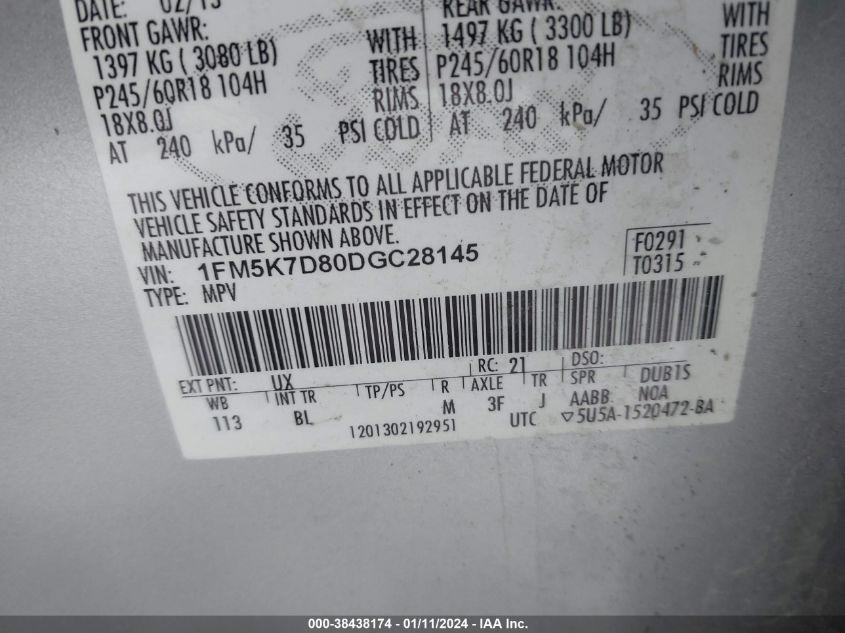 DATE: 02/13
FRONT GAWR: REAR GAWR:
1397 KG ( 3080 LB) WITH 1497 KG ( 3300 LB) WITH
P245/60R18 104H TIRES P245/60R18 104H TIRES
18X8.0J RIMS 18X8.0J RIMS
AT 240 kPa/ 35 PSI COLD AT 240 kPa/ 35 PSI COLD
THIS VEHICLE CONFORMS TO ALL APPLICABLE FEDERAL MOTOR
VEHICLE SAFETY STANDARDS IN EFFECT ON THE DATE OF
MANUFACTURE SHOWN ABOVE.
VIN: 1FM5K7D80DGC28145 F0291
TYPE: MPV T0315
EXT PNT: UX RC: 21 DSO:
WB INT TR TP/PS R AXLE TR SPR DUB1S
113 BL M 3F J AABB NOA
1201302192951 UTC ▽5U5A-1520472-BA
000-38438174 - 01/11/2024 - IAA Inc.